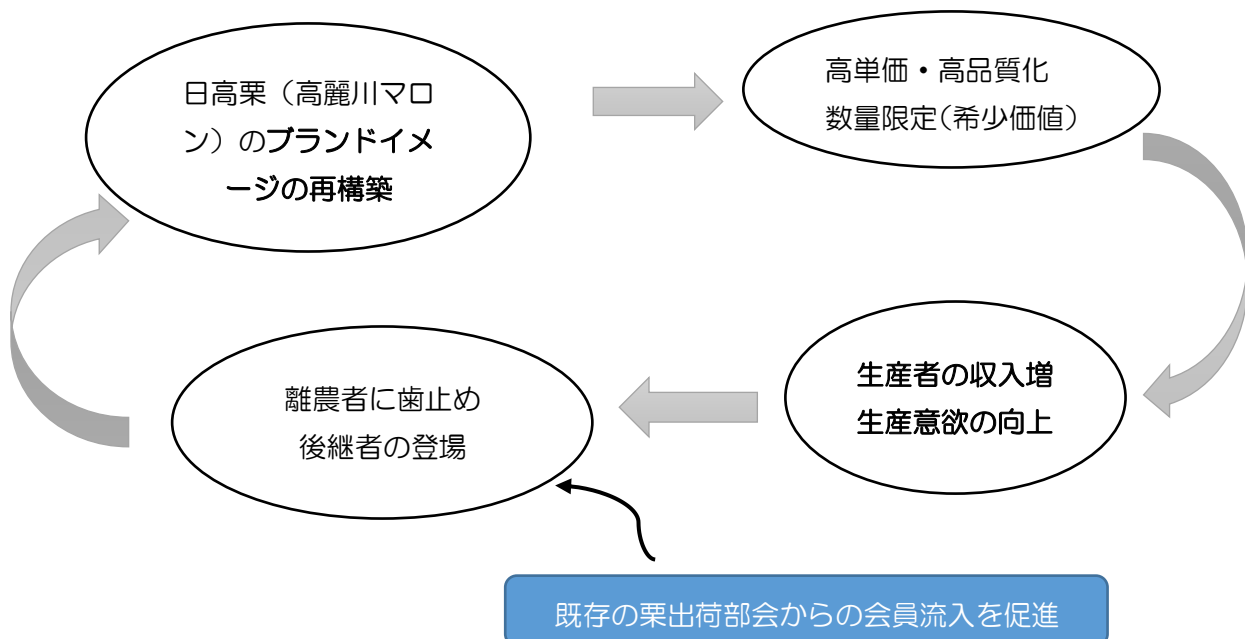 日高栗（高麗川マロ
ン）のブランドイメ
ージの再構築
高単価・高品質化
数量限定（希少価値）
生産者の収入増
生産意欲の向上
離農者に歯止め
後継者の登場
既存の栗出荷部会からの会員流入を促進